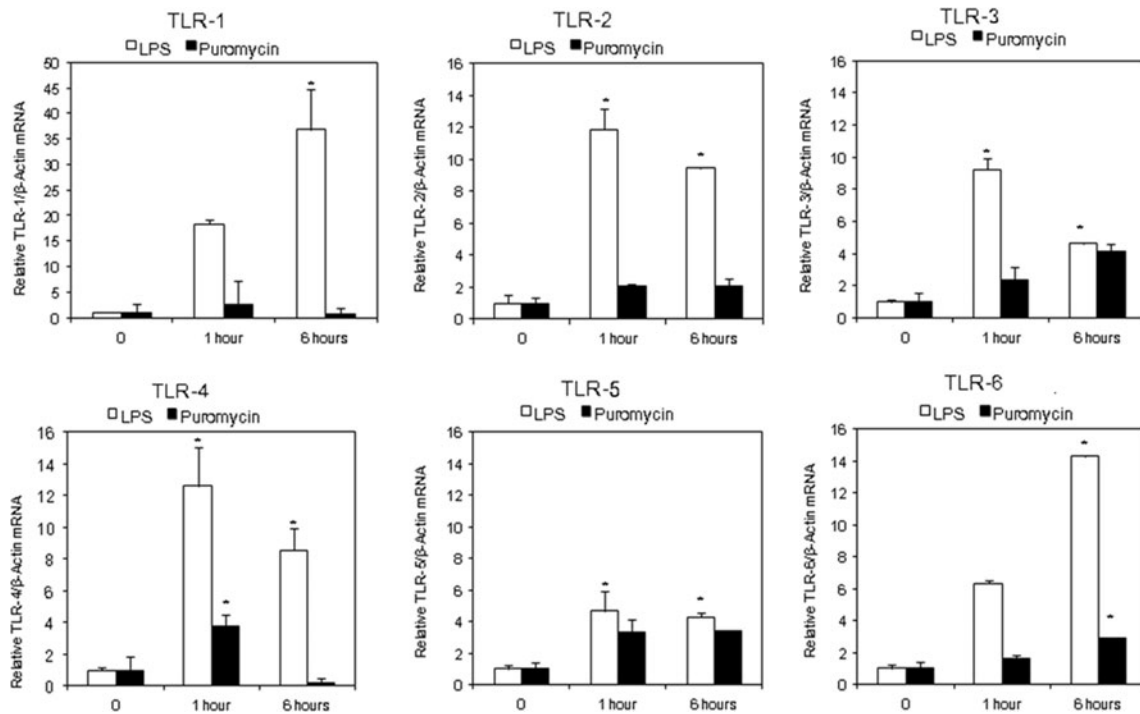 TLR-1
LPS Puromycin
Relative TLR-1/β-Actin mRNA
50
45
40
35
30
25
20
15
10
5
0
*
0 1 hour 6 hours
TLR-2
LPS Puromycin
Relative TLR-2/β-Actin mRNA
16
14
12
10
8
6
4
2
0
* *
0 1 hour 6 hours
TLR-3
LPS Puromycin
Relative TLR-3/β-Actin mRNA
16
14
12
10
8
6
4
2
0
* *
0 1 hour 6 hours
TLR-4
LPS Puromycin
Relative TLR-4/β-Actin mRNA
16
14
12
10
8
6
4
2
0
* * *
0 1 hour 6 hours
TLR-5
LPS Puromycin
Relative TLR-5/β-Actin mRNA
16
14
12
10
8
6
4
2
0
* *
0 1 hour 6 hours
TLR-6
LPS Puromycin
Relative TLR-6/β-Actin mRNA
16
14
12
10
8
6
4
2
0
* *
0 1 hour 6 hours